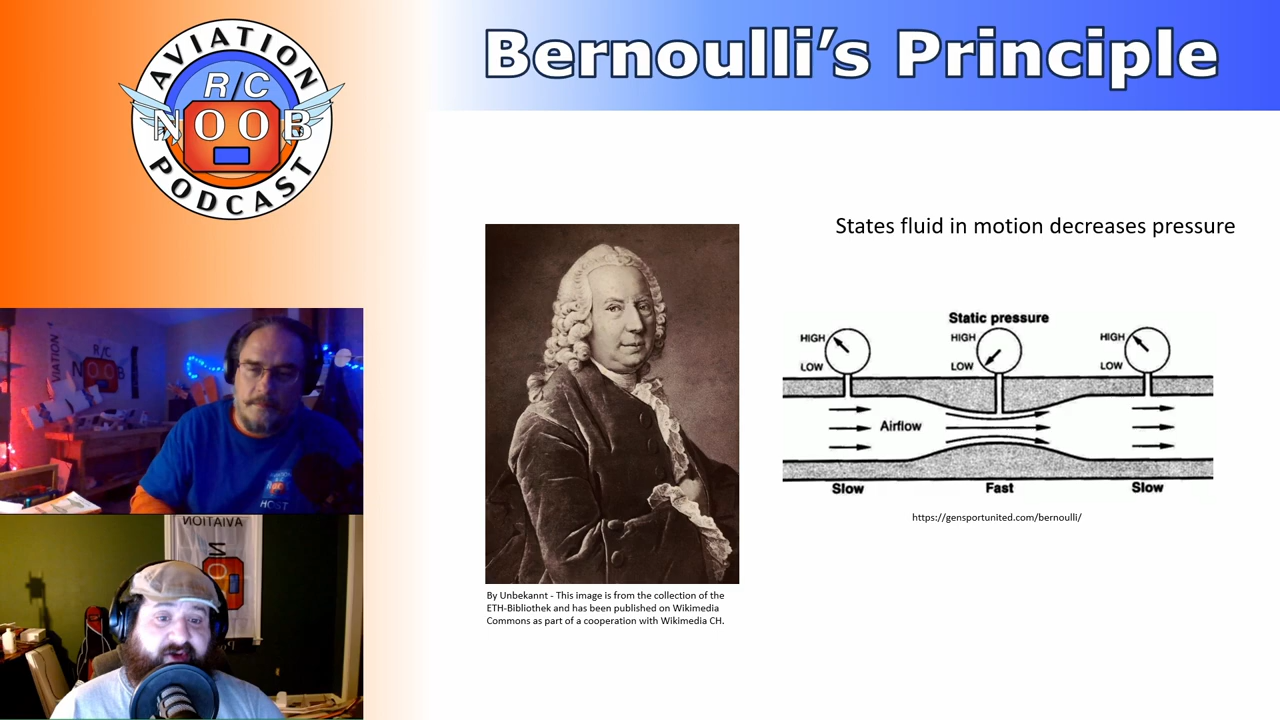 AVIATION
R/C
NOOB
PODCAST
Bernoulli's Principle
States fluid in motion decreases pressure
Static pressure
HIGH
LOW
HIGH
LOW
HIGH
LOW
Airflow
Slow
Fast
Slow
https://gensportunited.com/bernoulli/
By Unbekannt - This image is from the collection of the
ETH-Bibliothek and has been published on Wikimedia
Commons as part of a cooperation with Wikimedia CH.
AVIATION
R/C
NOOB
HOST
AVIATION
NO